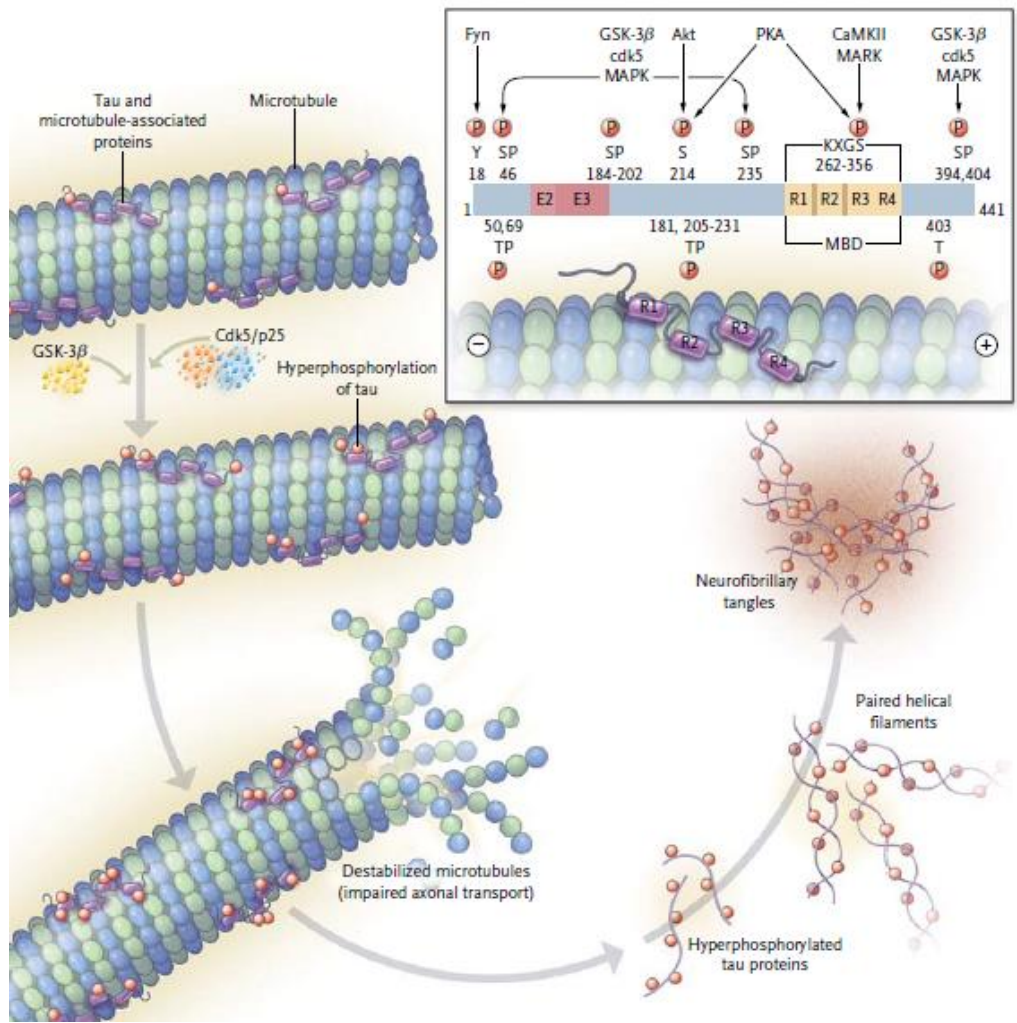 Fyn
GSK-3β
cdk5
MAPK
Akt
PKA
CaMKII
MARK
GSK-3β
cdk5
MAPK
P P P P P P P
Y SP SP S SP KXGS SP
18 46 184-202 214 235 262-356 394,404
1 E2 E3 R1 R2 R3 R4 441
50,69 181, 205-231 MBD 403
TP TP T
P P P
R1
R2
R3
R4
−
+
Tau and
microtubule-associated
proteins
Microtubule
GSK-3β
Cdk5/p25
Hyperphosphorylation
of tau
Destabilized microtubules
(impaired axonal transport)
Hyperphosphorylated
tau proteins
Paired helical
filaments
Neurofibrillary
tangles